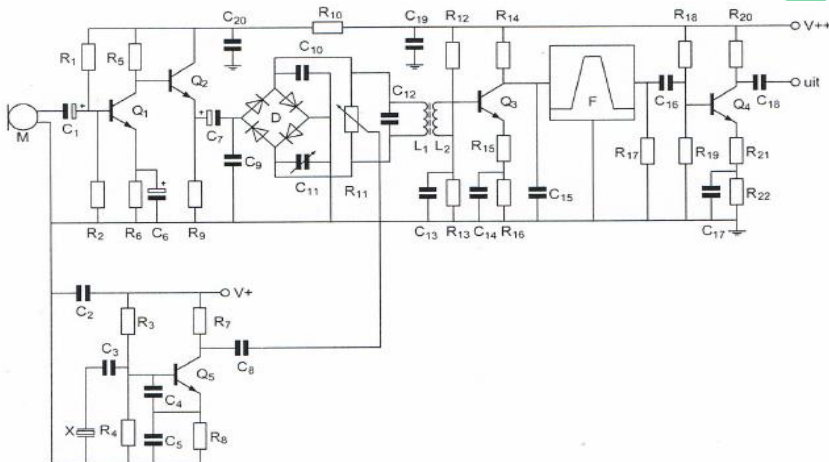 C20 R10 C19 R12 R14 R18 R20 V++
R1 R5 Q2 C10 C12 Q3 F C16 Q4 C18 uit
M C1 + Q1 + C7 D L1 L2 R15 R17 R19 R21
C9 C11 R11 C15 R22
R2 R6 + C6 R9 C13 R13 C14 R16 C17
C2 V+
R3 R7
C3 C8
Q5
C4
X R4 C5 R8